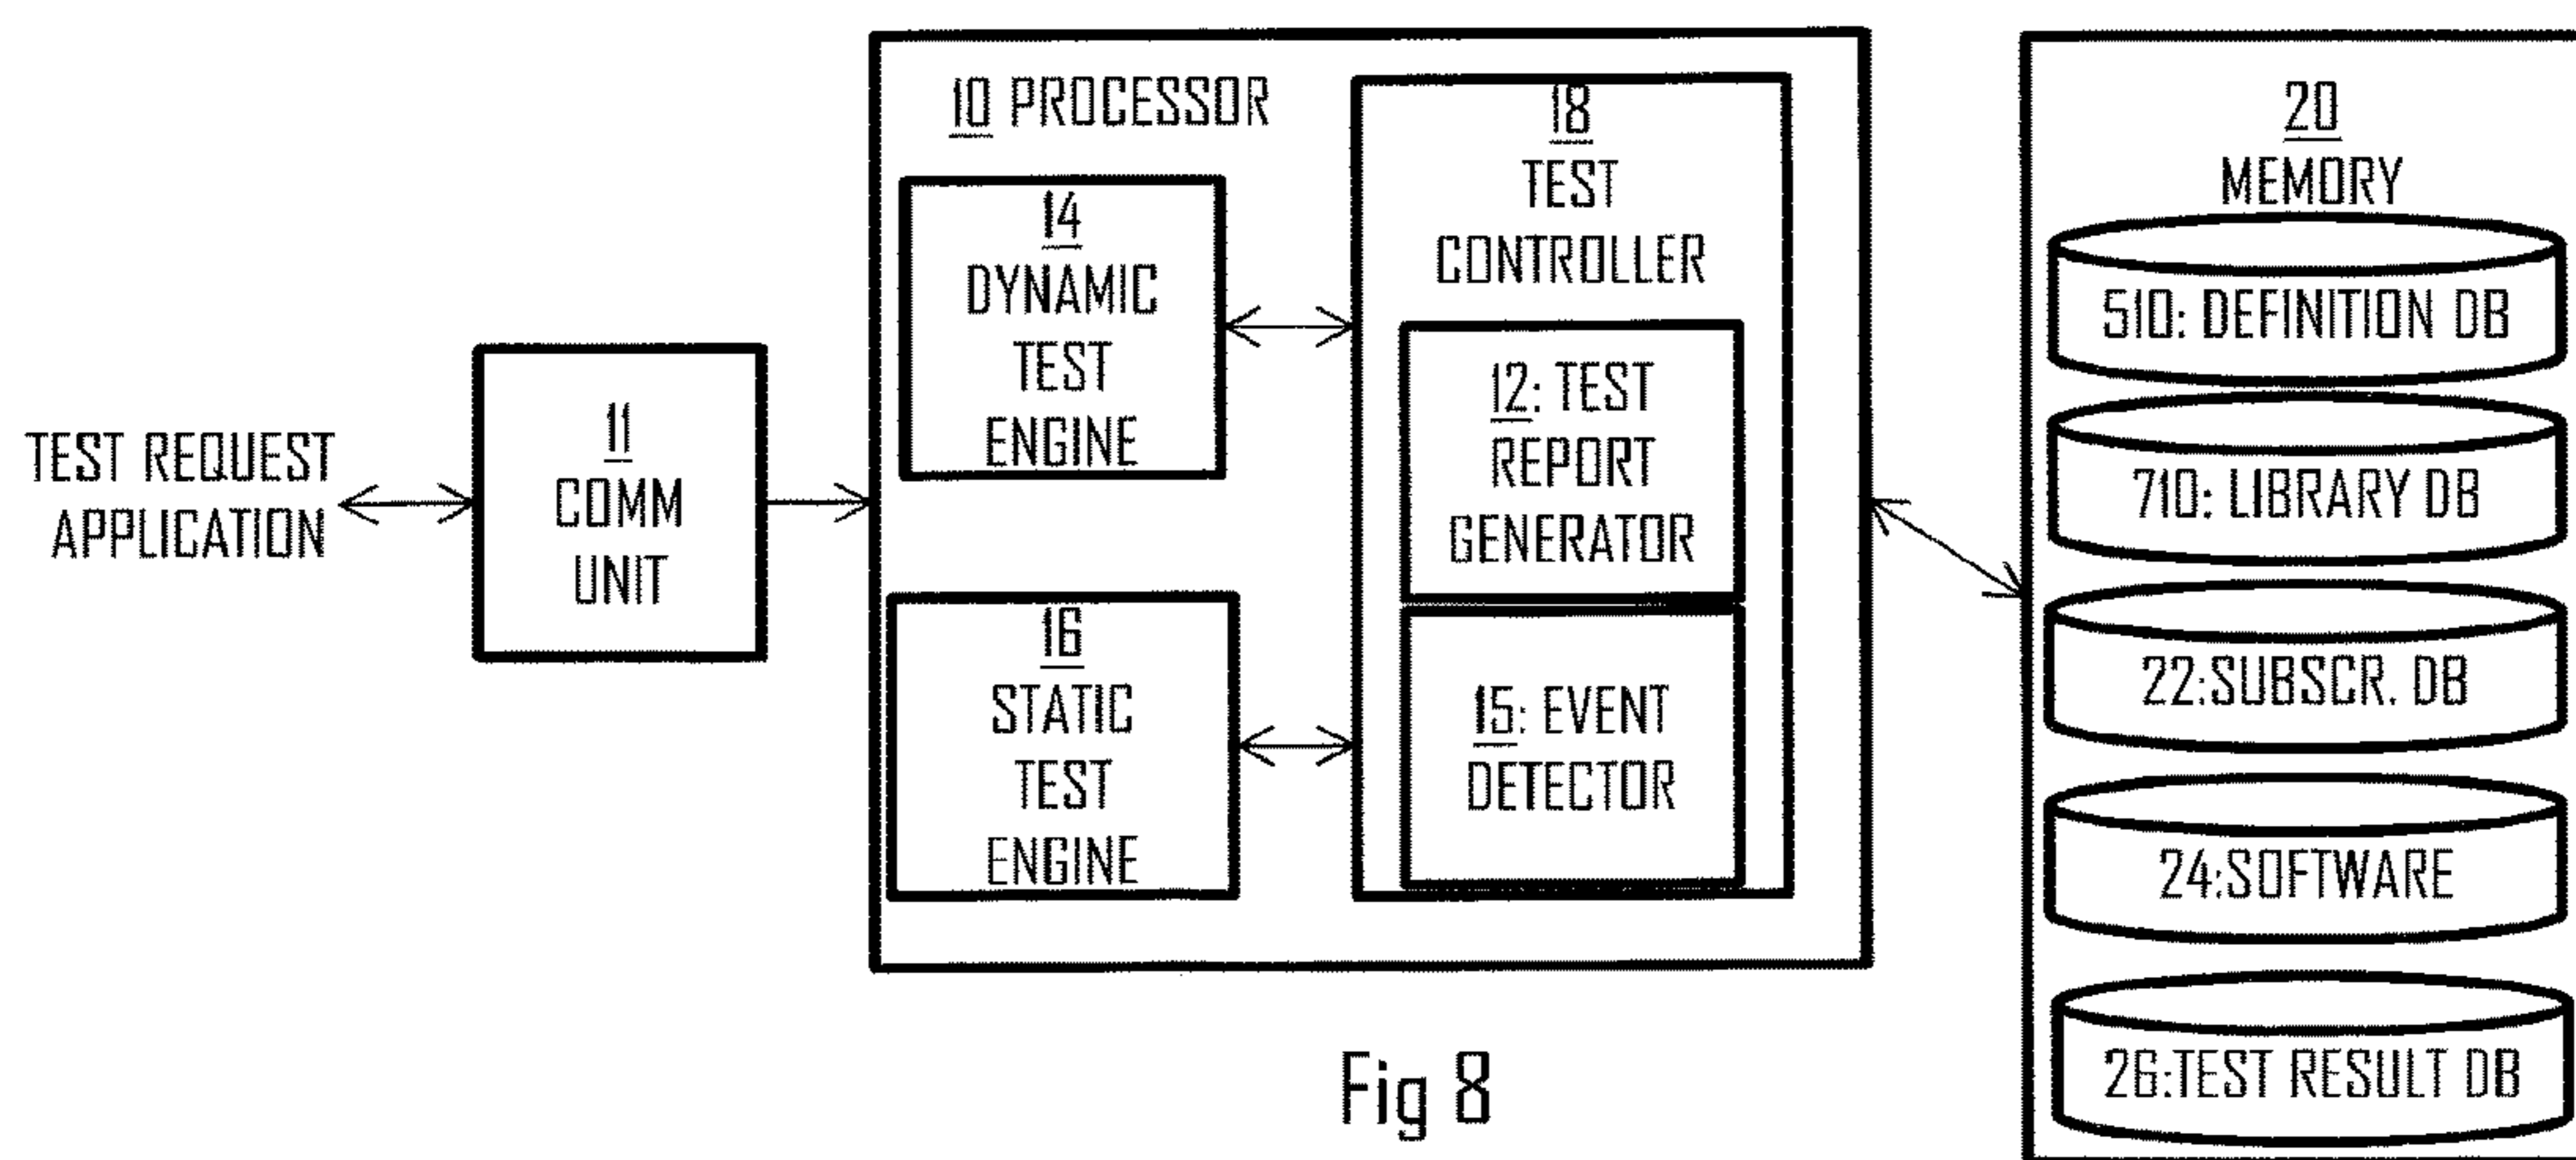 TEST REQUEST
APPLICATION
11
COMM
UNIT
10 PROCESSOR
14
DYNAMIC
TEST
ENGINE
16
STATIC
TEST
ENGINE
18
TEST
CONTROLLER
12: TEST
REPORT
GENERATOR
15: EVENT
DETECTOR
20
MEMORY
510: DEFINITION DB
710: LIBRARY DB
22:SUBSCR. DB
24:SOFTWARE
26:TEST RESULT DB
Fig 8